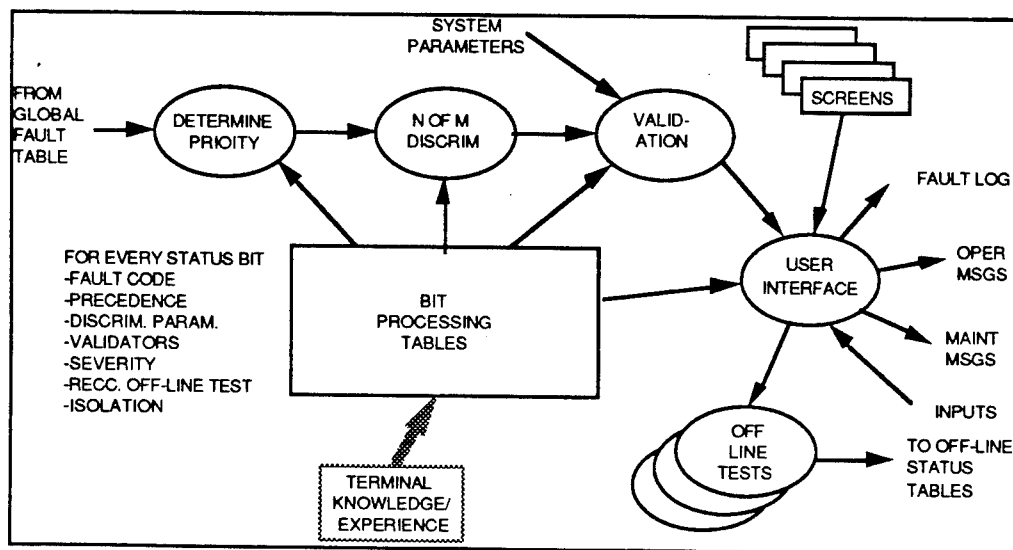 SYSTEM
PARAMETERS
SCREENS
FROM
GLOBAL
FAULT
TABLE
DETERMINE
PRIOITY
N OF M
DISCRIM
VALID-
ATION
FAULT LOG
OPER
MSGS
MAINT
MSGS
INPUTS
USER
INTERFACE
FOR EVERY STATUS BIT
-FAULT CODE
-PRECEDENCE
-DISCRIM. PARAM.
-VALIDATORS
-SEVERITY
-RECC. OFF-LINE TEST
-ISOLATION
BIT
PROCESSING
TABLES
TERMINAL
KNOWLEDGE/
EXPERIENCE
OFF
LINE
TESTS
TO OFF-LINE
STATUS
TABLES